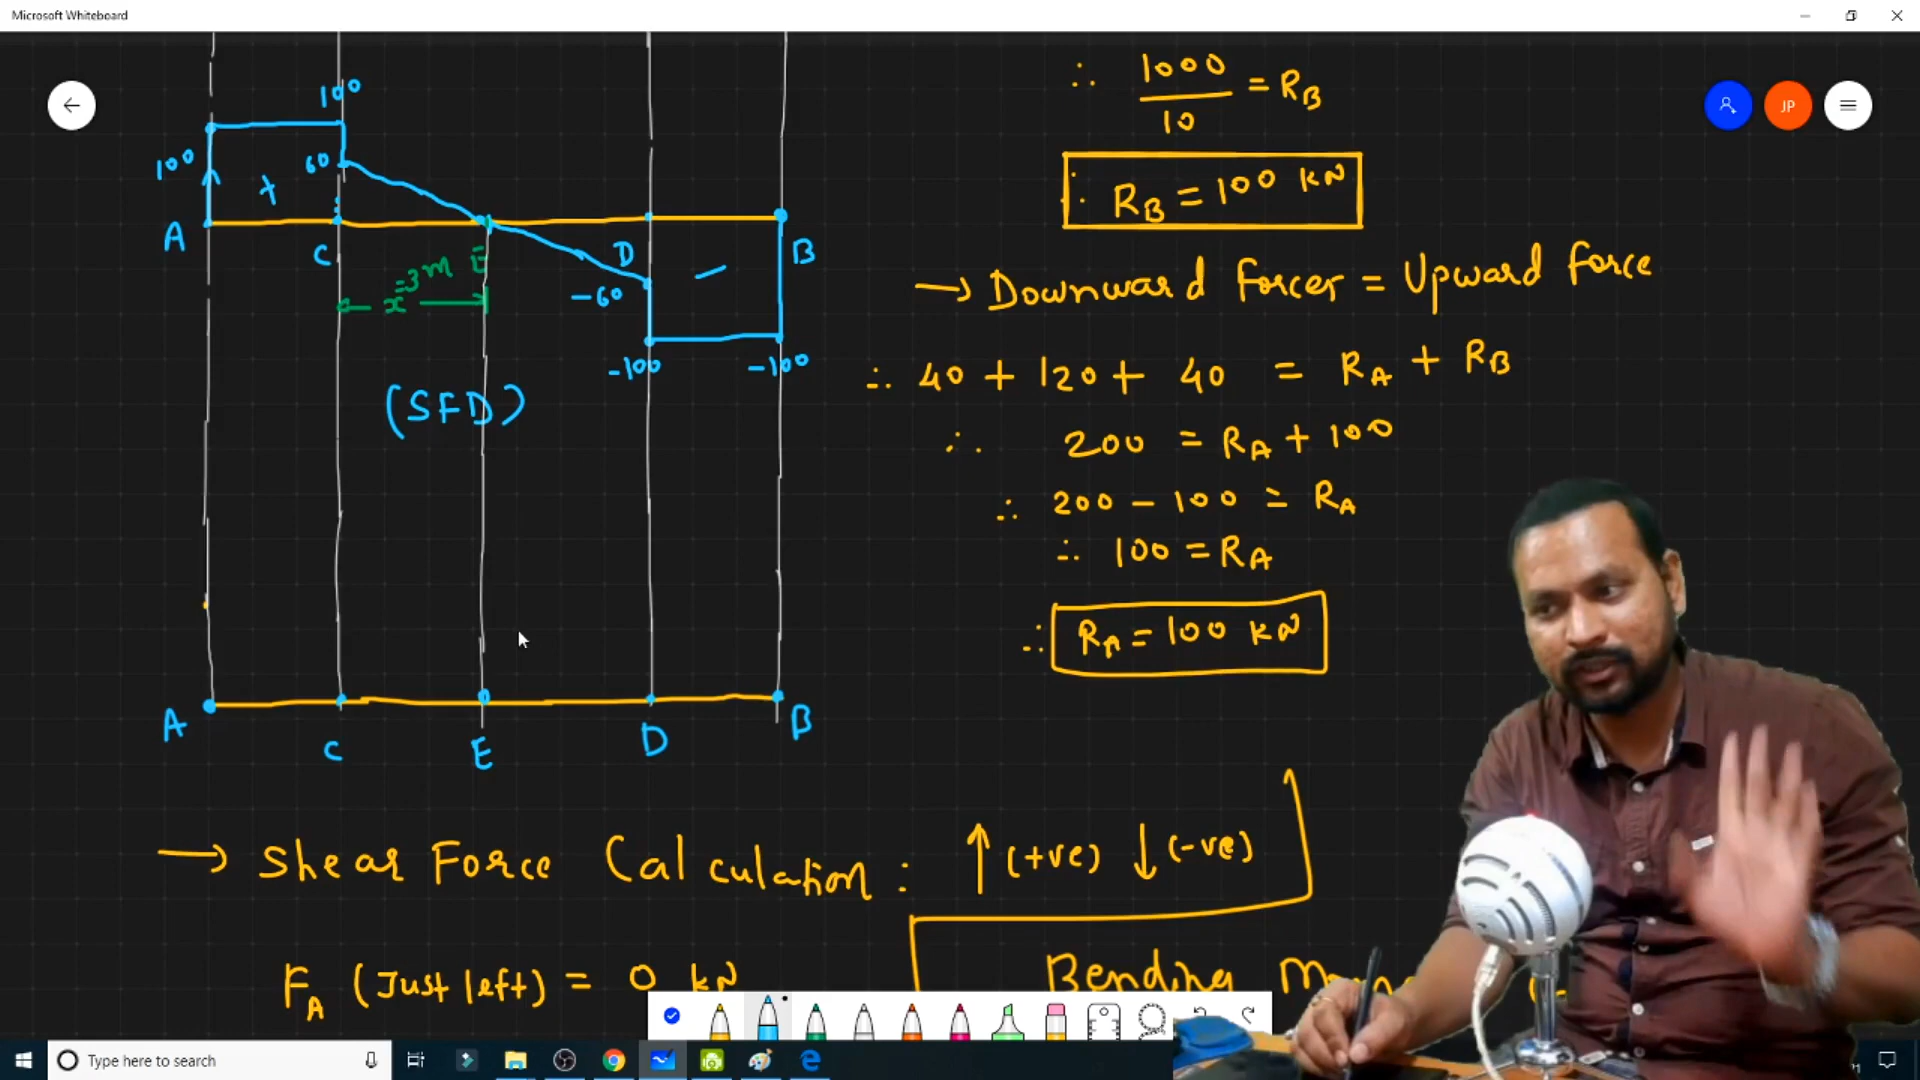 Microsoft Whiteboard
JP
100
100
60
+
A
C
E
D
B
x =3m
-60
-
-100
-100
(SFD)
A
C
E
D
B
∴ 1000/10 = RB
∴ RB = 100 kN
→ Downward forces = Upward force
∴ 40 + 120 + 40 = RA + RB
∴ 200 = RA + 100
∴ 200 - 100 = RA
∴ 100 = RA
∴ RA = 100 kN
→ Shear Force Calculation : ↑ (+ve) ↓ (-ve)
FA (Just left) = 0 kN
Bending
Type here to search